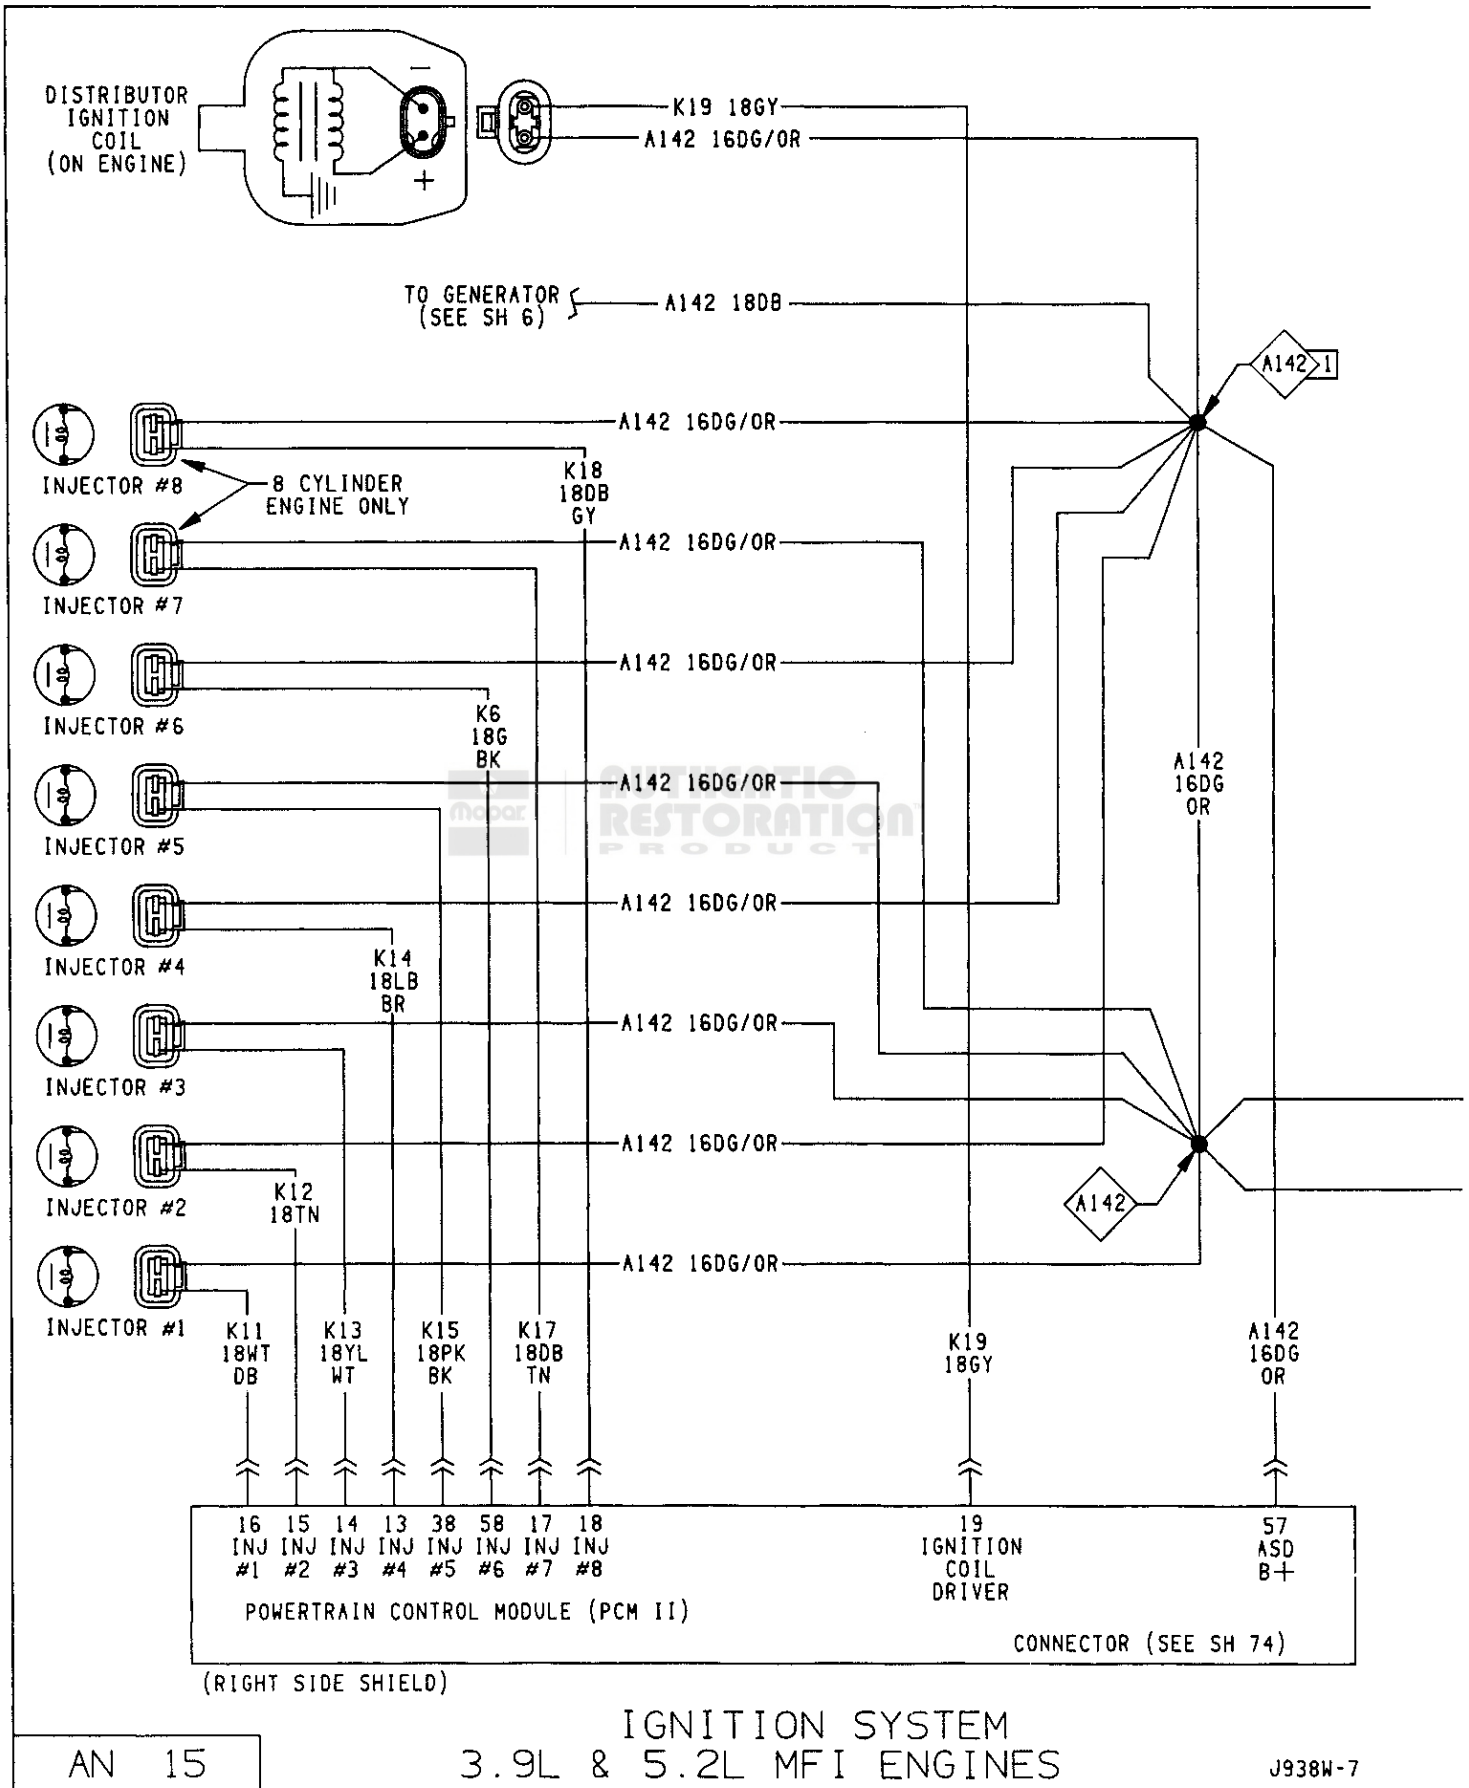 DISTRIBUTOR
IGNITION
COIL
(ON ENGINE)
−
+
K19 18GY
A142 16DG/OR
TO GENERATOR
(SEE SH 6)
A142 18DB
A142 1
A142 16DG/OR
INJECTOR #8
K18
18DB
GY
8 CYLINDER
ENGINE ONLY
A142 16DG/OR
INJECTOR #7
A142 16DG/OR
INJECTOR #6
K6
18G
BK
A142
16DG
OR
A142 16DG/OR
mopar
AUTHENTIC
RESTORATION™
PRODUCT
INJECTOR #5
A142 16DG/OR
INJECTOR #4
K14
18LB
BR
A142 16DG/OR
INJECTOR #3
A142 16DG/OR
INJECTOR #2
K12
18TN
A142
A142 16DG/OR
INJECTOR #1
K11
18WT
DB
K13
18YL
WT
K15
18PK
BK
K17
18DB
TN
K19
18GY
A142
16DG
OR
16 15 14 13 38 58 17 18 19 57
INJ INJ INJ INJ INJ INJ INJ INJ IGNITION ASD
#1 #2 #3 #4 #5 #6 #7 #8 COIL B+
DRIVER
POWERTRAIN CONTROL MODULE (PCM II)
CONNECTOR (SEE SH 74)
(RIGHT SIDE SHIELD)
IGNITION SYSTEM
3.9L & 5.2L MFI ENGINES
AN 15
J938W-7